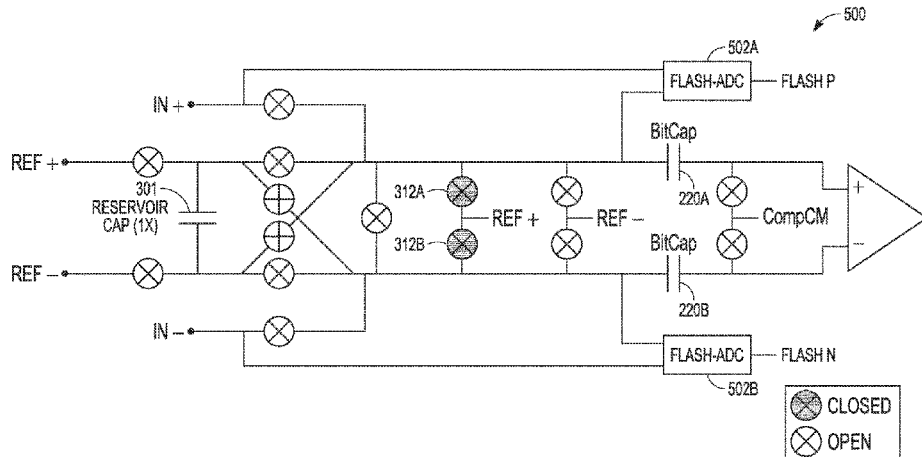 500
502A
FLASH-ADC
FLASH P
IN +
BitCap
REF +
301
RESERVOIR
CAP (1X)
312A
REF +
REF -
220A
CompCM
+
-
312B
BitCap
REF -
220B
IN -
FLASH-ADC
FLASH N
502B
CLOSED
OPEN